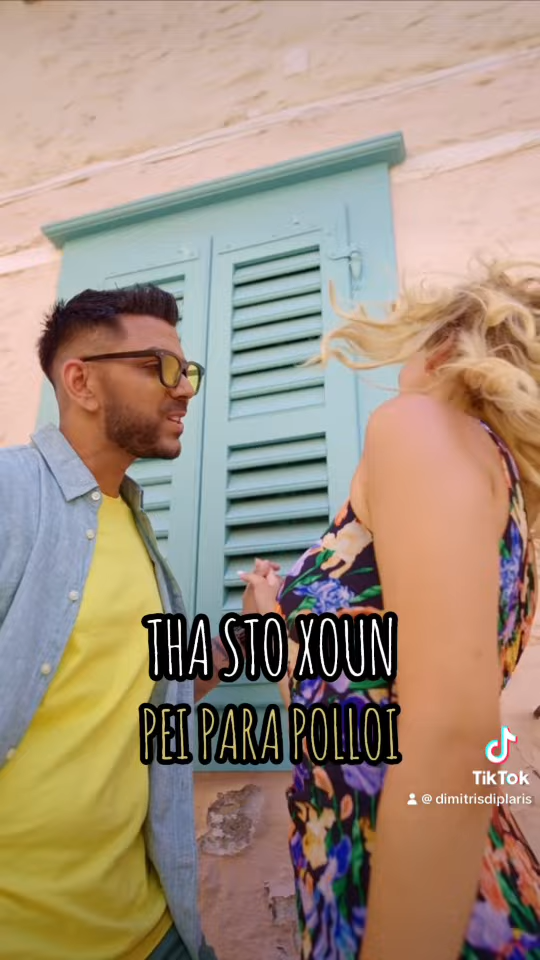 THA STO XOUN
PEI PARA POLLOI
TikTok
@ dimitrisdiplaris